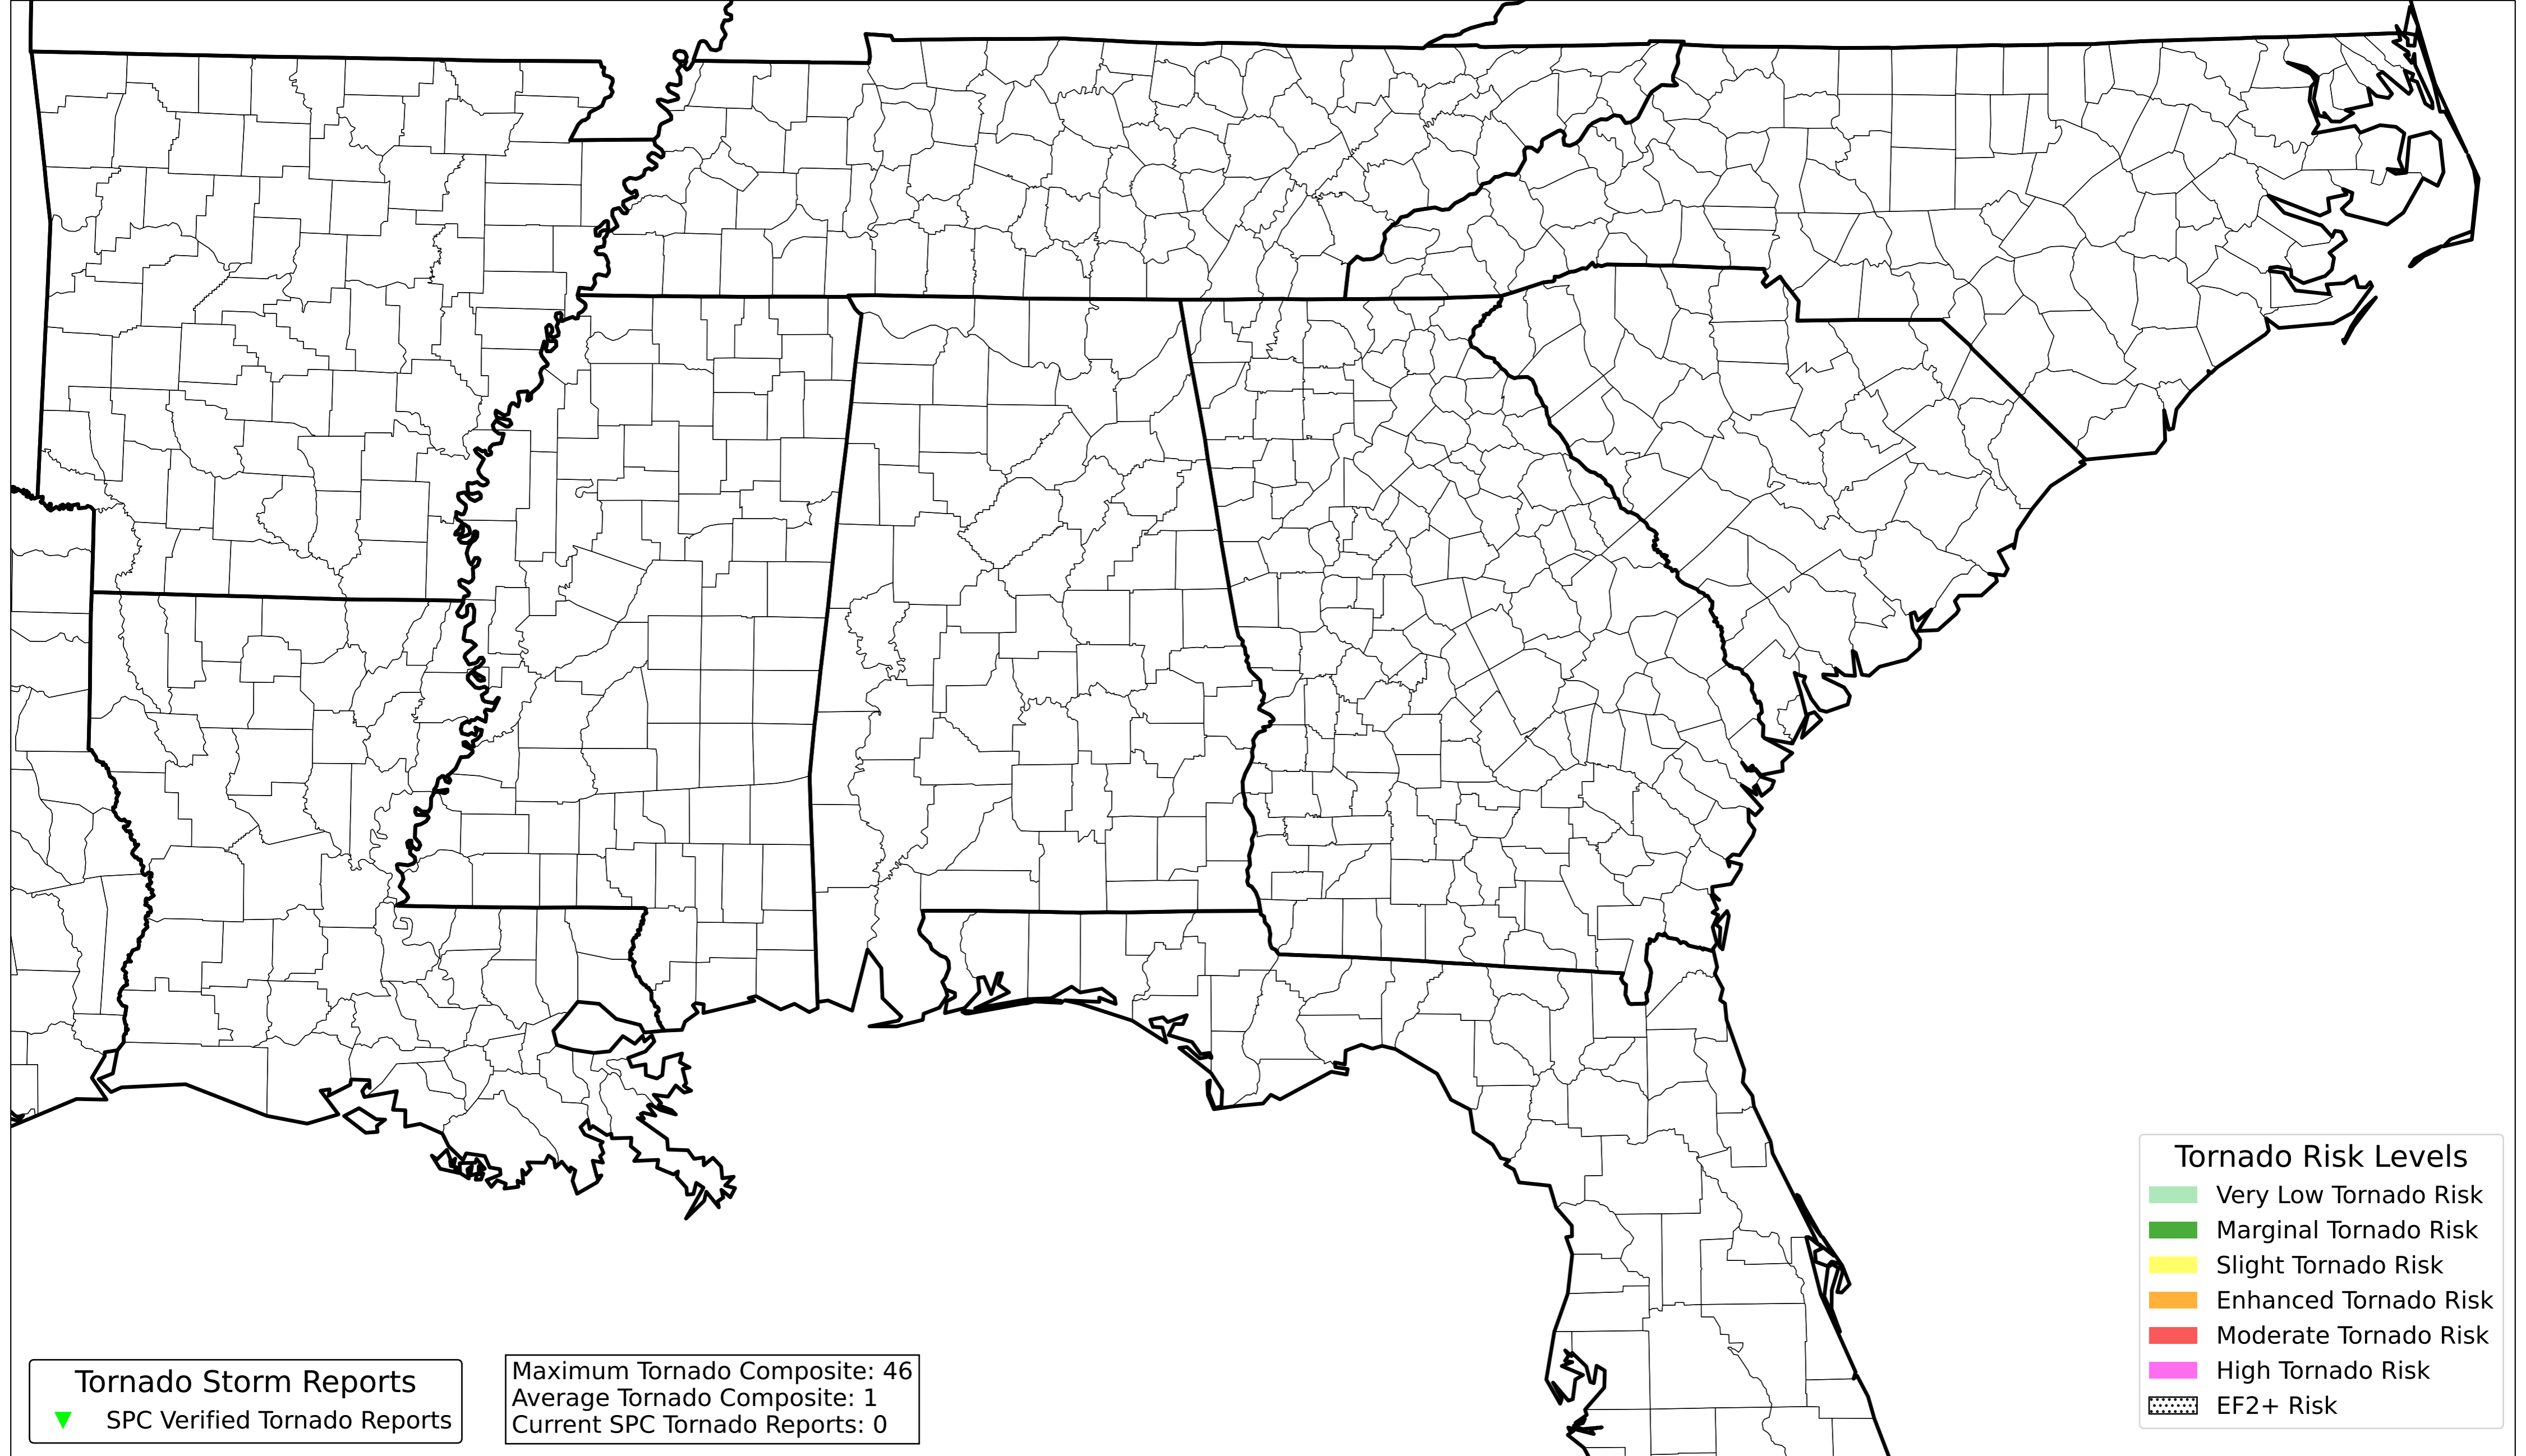 Tornado Risk Levels
Very Low Tornado Risk
Marginal Tornado Risk
Slight Tornado Risk
Enhanced Tornado Risk
Moderate Tornado Risk
High Tornado Risk
EF2+ Risk
Tornado Storm Reports
SPC Verified Tornado Reports
Maximum Tornado Composite: 46
Average Tornado Composite: 1
Current SPC Tornado Reports: 0